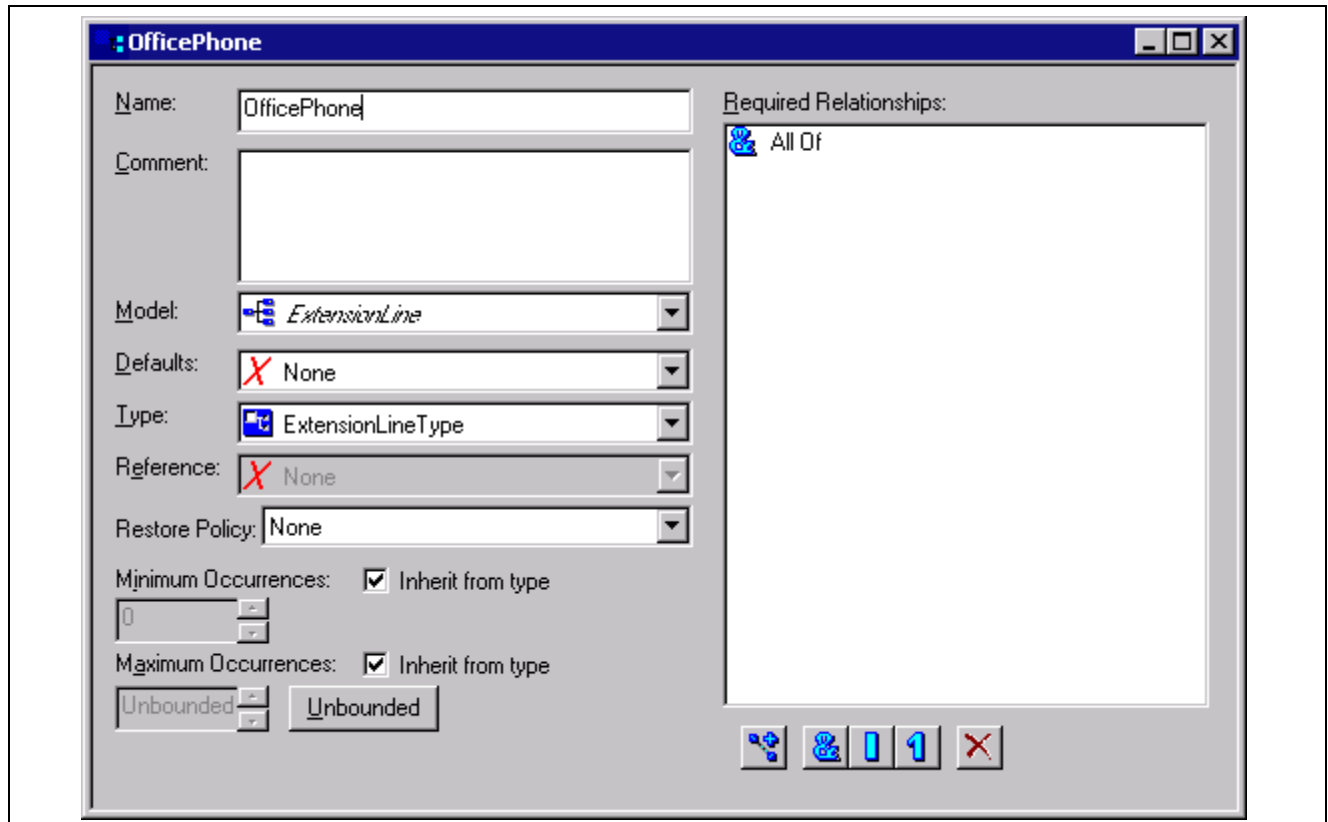 OfficePhone
Name:
OfficePhone
Comment:
Model:
ExtensionLine
Defaults:
None
Type:
ExtensionLineType
Reference:
None
Restore Policy:
None
Minimum Occurrences:
Inherit from type
0
Maximum Occurrences:
Inherit from type
Unbounded
Unbounded
Required Relationships:
All Of